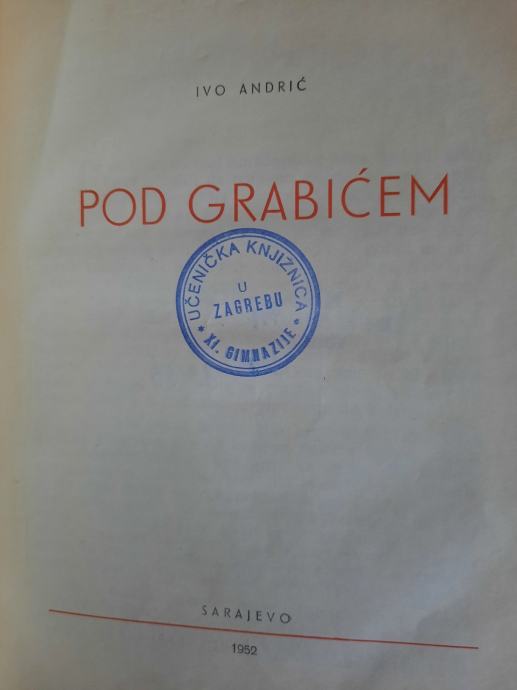 IVO ANDRIĆ
POD GRABIĆEM
UČENIČKA KNJIŽNICA
U
ZAGREBU
* XI. GIMNAZIJE *
SARAJEVO
1952